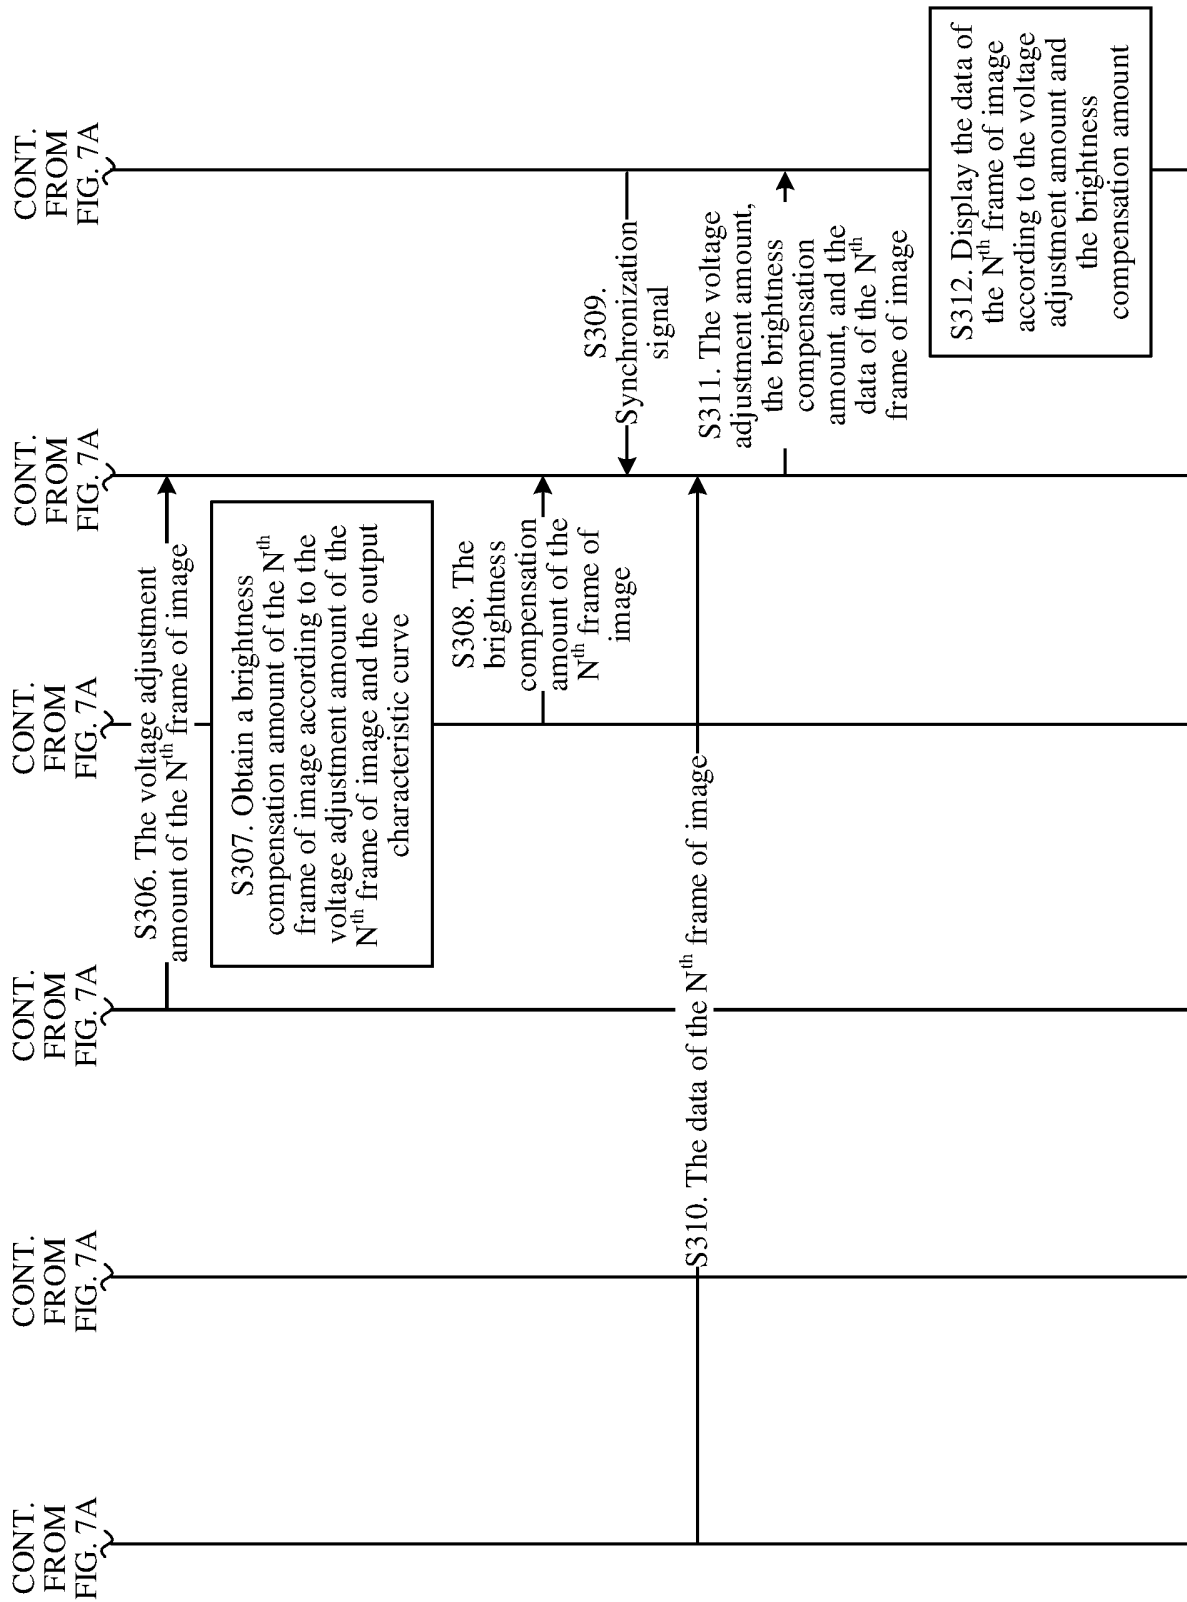 CONT.
FROM
FIG. 7A
CONT.
FROM
FIG. 7A
CONT.
FROM
FIG. 7A
CONT.
FROM
FIG. 7A
CONT.
FROM
FIG. 7A
CONT.
FROM
FIG. 7A
S306. The voltage adjustment
amount of the Nth frame of image
S307. Obtain a brightness
compensation amount of the Nth
frame of image according to the
voltage adjustment amount of the
Nth frame of image and the output
characteristic curve
S308. The
brightness
compensation
amount of the
Nth frame of
image
S309.
Synchronization
signal
S310. The data of the Nth frame of image
S311. The voltage
adjustment amount,
the brightness
compensation
amount, and the
data of the Nth
frame of image
S312. Display the data of
the Nth frame of image
according to the voltage
adjustment amount and
the brightness
compensation amount